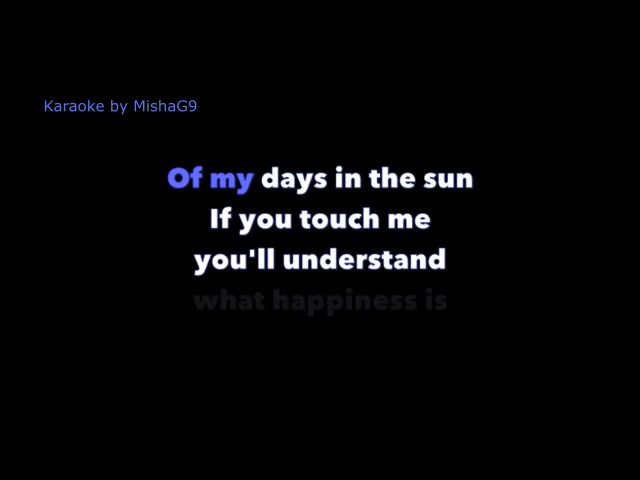 Karaoke by MishaG9
Of my days in the sun
If you touch me
you'll understand
what happiness is